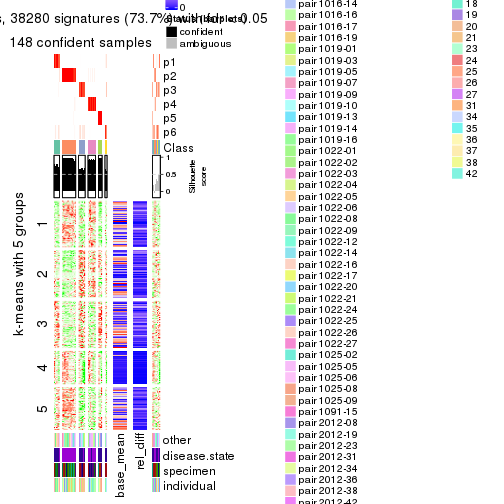 0
, 38280 signatures (73.7%) with fdr < 0.05
confident
ambiguous
148 confident samples
p1
p2
p3
p4
p5
p6
Class
1
0.5
0
Silhouette
score
k-means with 5 groups
1
2
3
4
5
base_mean
rel_diff
other
disease.state
specimen
individual
pair1016-14
pair1016-16
pair1016-17
pair1016-19
pair1019-01
pair1019-03
pair1019-05
pair1019-07
pair1019-09
pair1019-10
pair1019-13
pair1019-14
pair1019-16
pair1022-01
pair1022-02
pair1022-03
pair1022-04
pair1022-05
pair1022-06
pair1022-08
pair1022-09
pair1022-12
pair1022-14
pair1022-16
pair1022-17
pair1022-20
pair1022-21
pair1022-24
pair1022-25
pair1022-26
pair1022-27
pair1025-02
pair1025-05
pair1025-06
pair1025-08
pair1025-09
pair1091-15
pair2012-08
pair2012-19
pair2012-23
pair2012-31
pair2012-34
pair2012-36
pair2012-38
pair2012-42
18
19
20
21
23
24
25
26
27
31
34
35
36
37
38
42